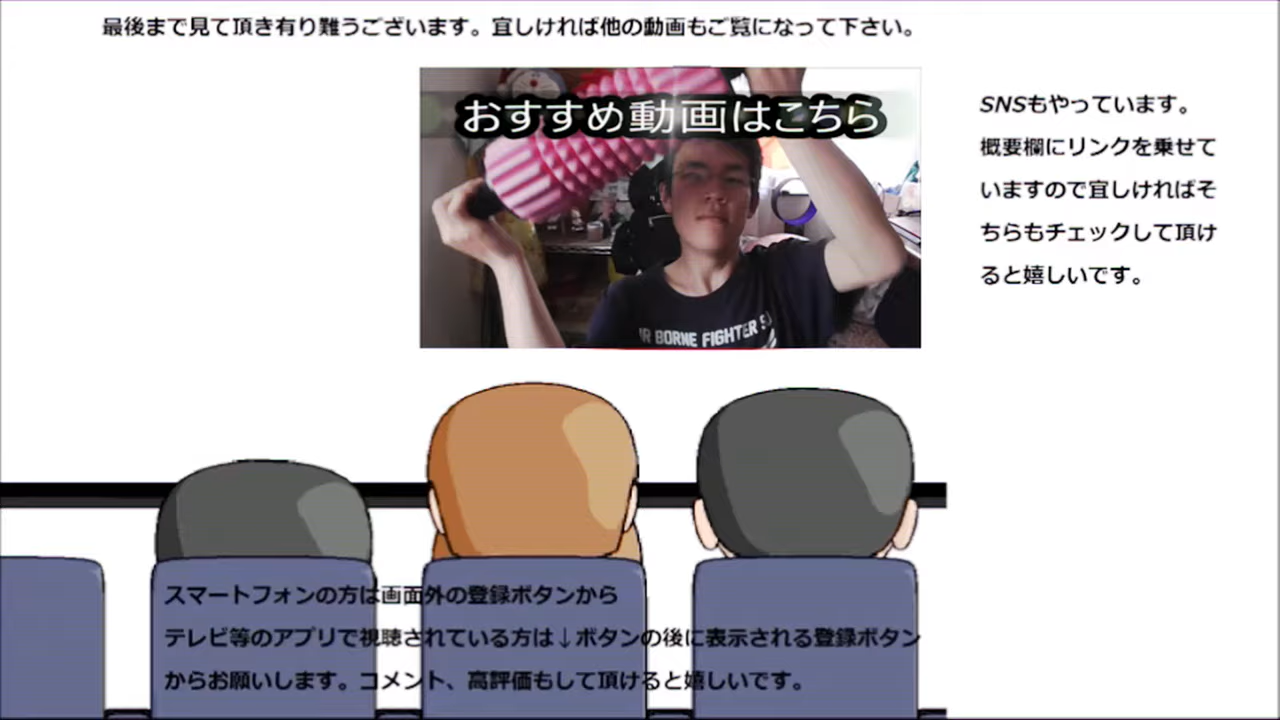 最後まで見て頂き有り難うございます。宜しければ他の動画もご覧になって下さい。
おすすめ動画はこちら
BORNE FIGHTER
SNSもやっています。
概要欄にリンクを乗せて
いますので宜しければそ
ちらもチェックして頂け
ると嬉しいです。
スマートフォンの方は画面外の登録ボタンから
テレビ等のアプリで視聴されている方は↓ボタンの後に表示される登録ボタン
からお願いします。コメント、高評価もして頂けると嬉しいです。